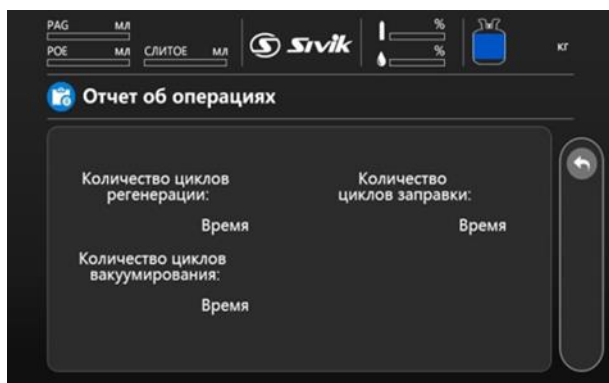 PAG мл
POE мл СЛИТОЕ мл
Sivik
%
%
кг
Отчет об операциях
Количество циклов
регенерации:
Время
Количество
циклов заправки:
Время
Количество циклов
вакуумирования:
Время